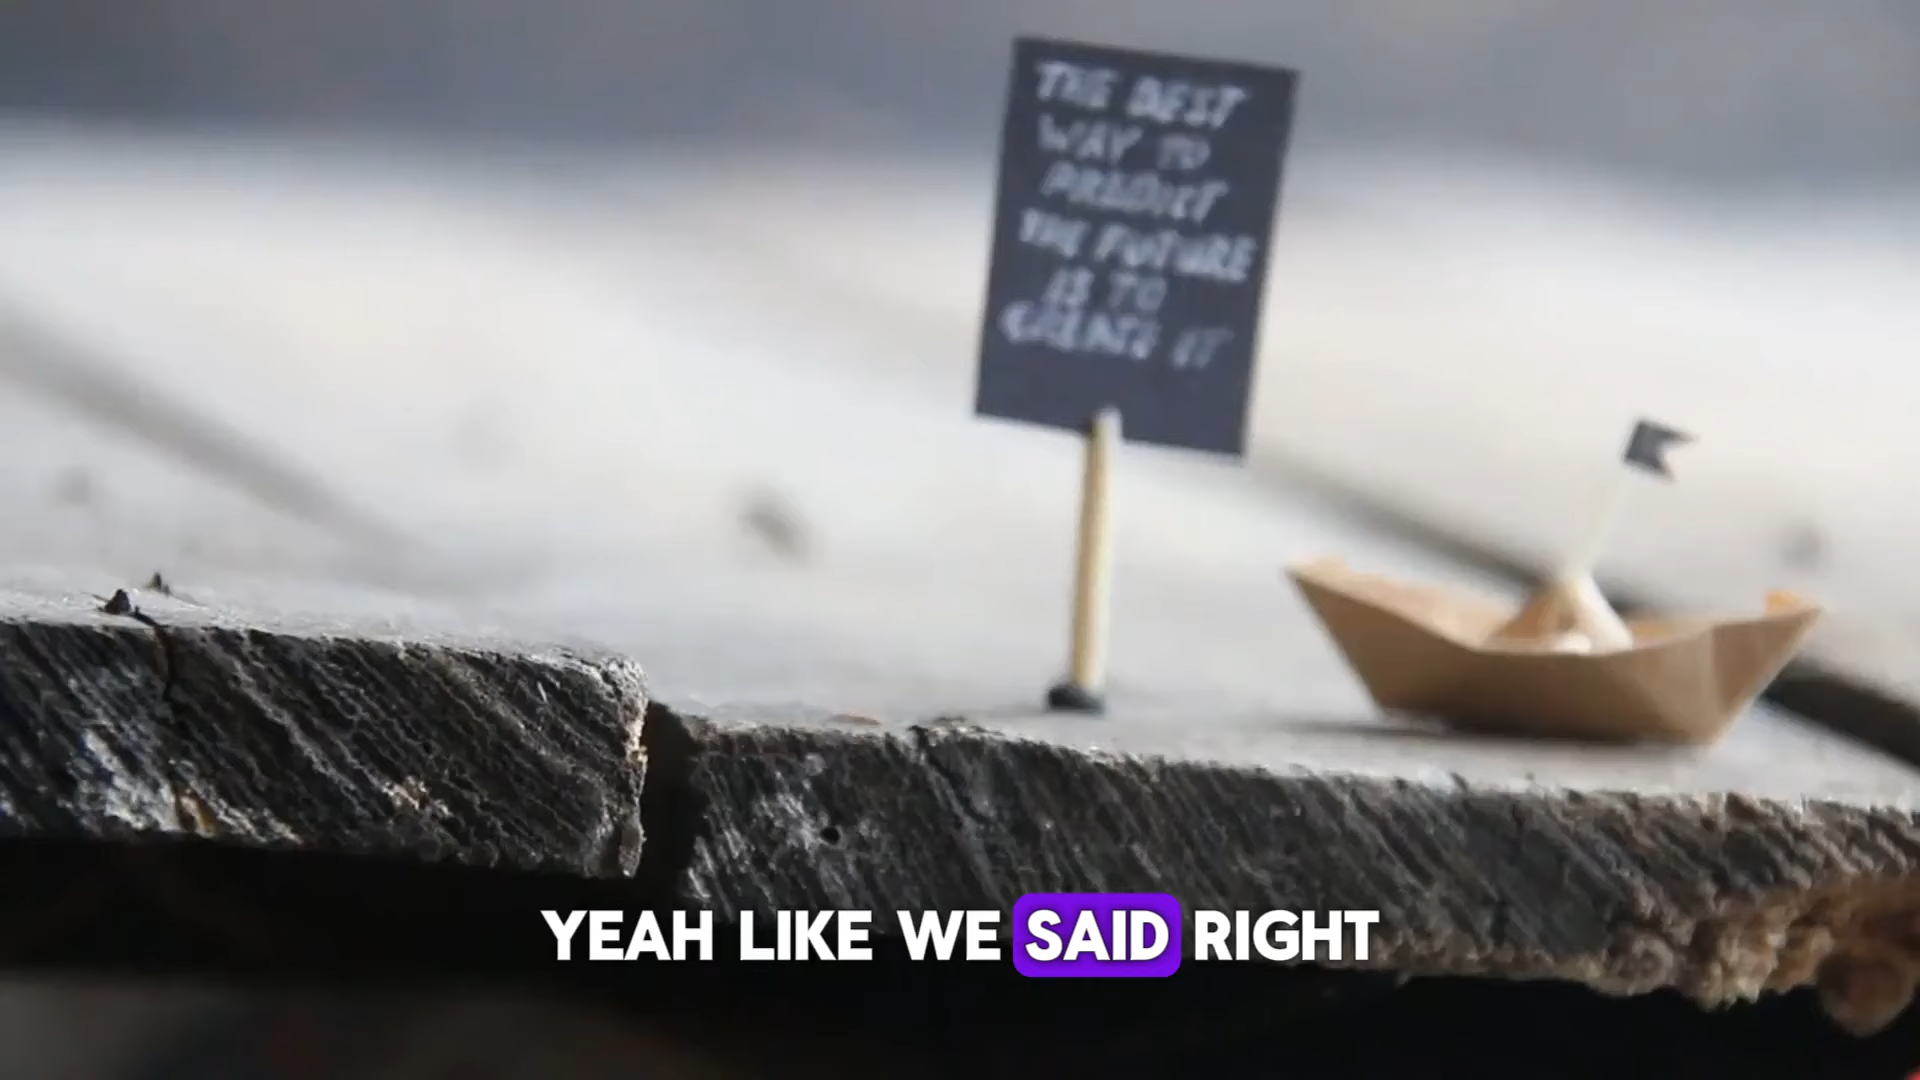 THE BEST
WAY TO
PREDICT
THE FUTURE
IS TO
CREATE IT
YEAH LIKE WE SAID RIGHT